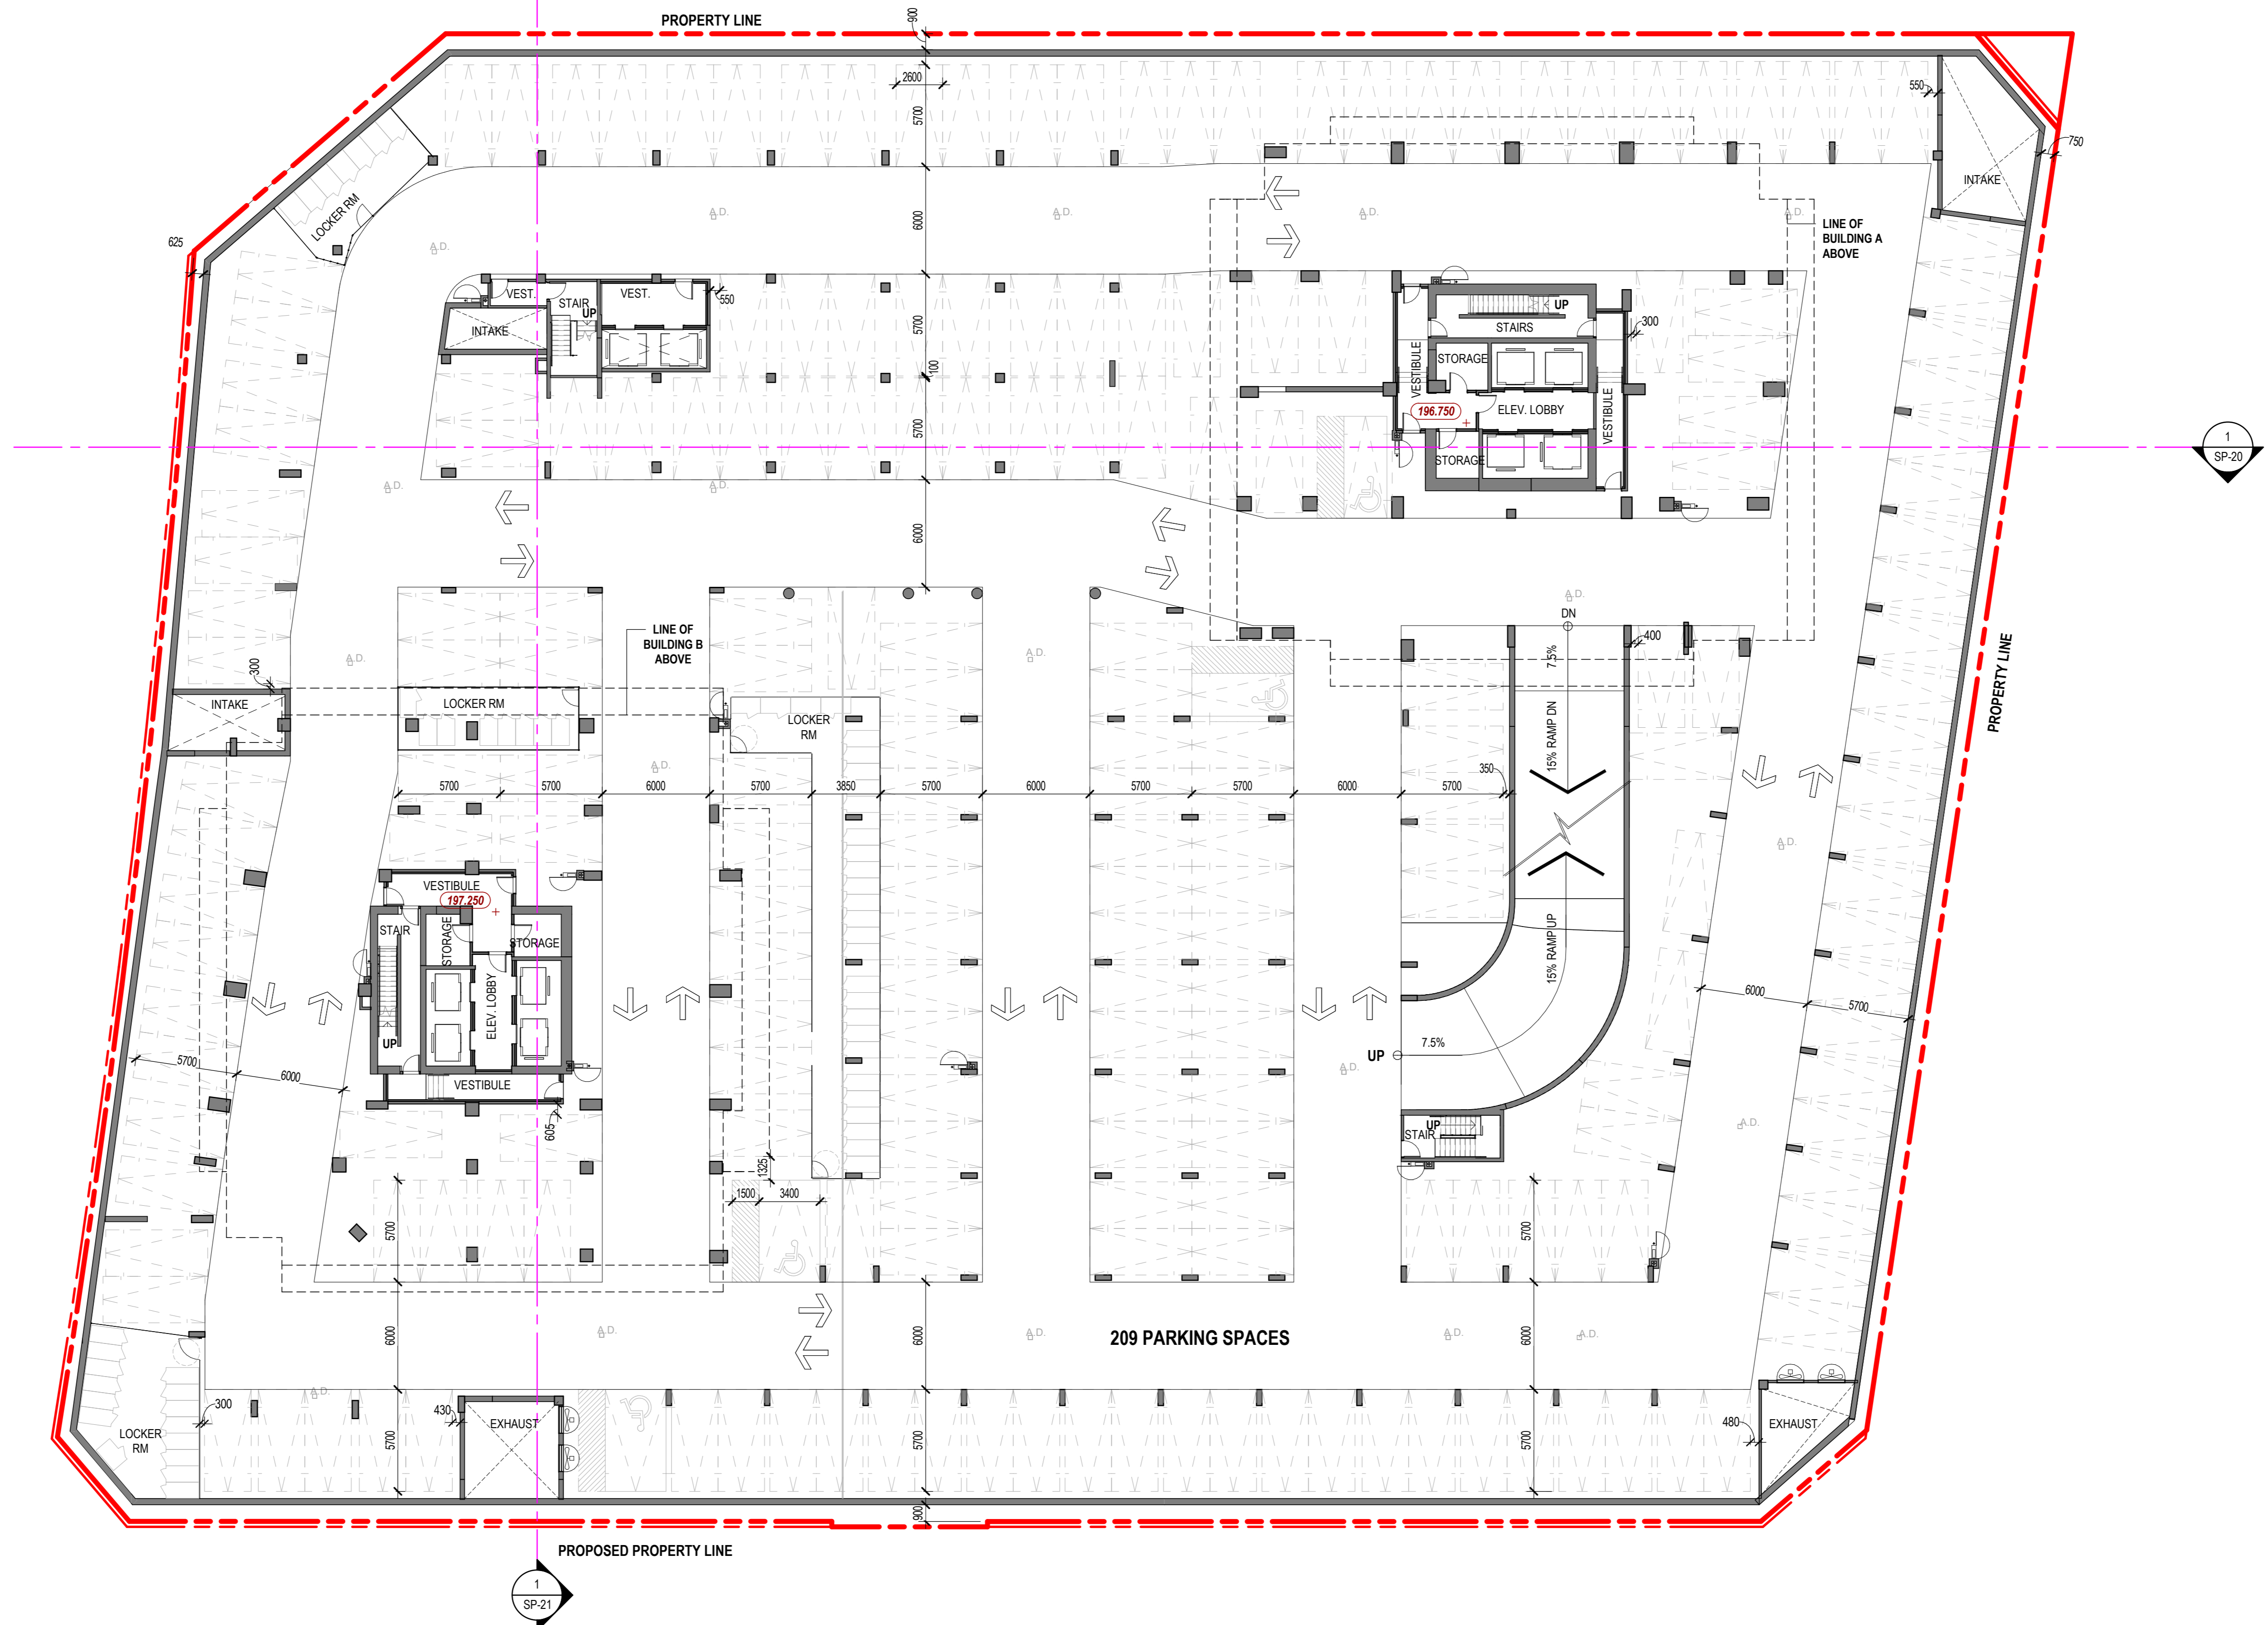 PROPERTY LINE
900
2600
5700
550
750
INTAKE
LOCKER RM
6000
A.D.
A.D.
A.D.
A.D.
A.D.
LINE OF
BUILDING A
ABOVE
625
VEST.
STAIR
UP
VEST.
550
INTAKE
5700
100
5700
UP
STAIRS
300
STORAGE
VESTIBULE
196.750
ELEV. LOBBY
VESTIBULE
STORAGE
1
SP-20
A.D.
A.D.
6000
A.D.
DN
7.5%
400
LINE OF
BUILDING B
ABOVE
A.D.
A.D.
300
INTAKE
LOCKER RM
LOCKER
RM
15% RAMP DN
PROPERTY LINE
A.D.
5700
5700
6000
5700
3850
5700
6000
5700
5700
6000
5700
350
A.D.
VESTIBULE
197.250
STAIR
STORAGE
STORAGE
ELEV. LOBBY
UP
VESTIBULE
605
15% RAMP UP
7.5%
UP
A.D.
6000
5700
5700
6000
A.D.
UP
STAIR
1325
1500
3400
5700
5700
6000
A.D.
6000
A.D.
209 PARKING SPACES
A.D.
6000
A.D.
A.D.
300
LOCKER
RM
5700
430
EXHAUST
5700
5700
480
EXHAUST
900
PROPOSED PROPERTY LINE
1
SP-21